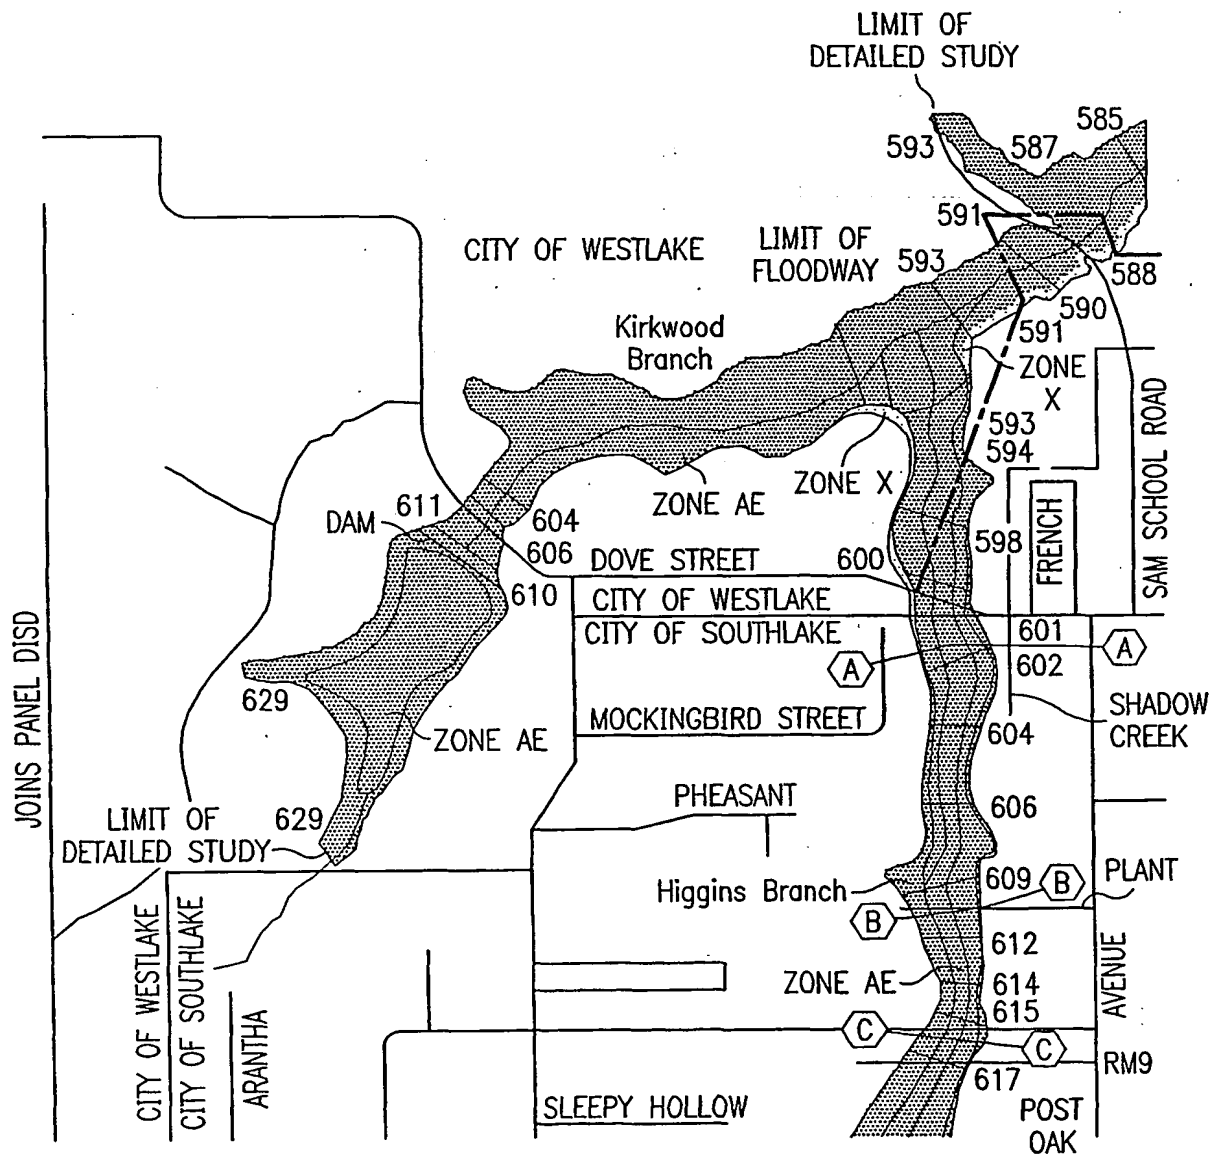 LIMIT OF
DETAILED STUDY
585
593
587
591
CITY OF WESTLAKE
LIMIT OF
FLOODWAY
593
588
590
Kirkwood
Branch
591
ZONE
X
593
594
SAM SCHOOL ROAD
ZONE X
ZONE AE
611
DAM
604
606
598
FRENCH
DOVE STREET
600
610
CITY OF WESTLAKE
CITY OF SOUTHLAKE
601
A
A
602
629
MOCKINGBIRD STREET
SHADOW
CREEK
604
ZONE AE
JOINS PANEL DISD
PHEASANT
606
629
LIMIT OF
DETAILED STUDY
Higgins Branch
609
B
PLANT
B
612
CITY OF WESTLAKE
CITY OF SOUTHLAKE
ARANTHA
ZONE AE
614
AVENUE
615
C
C
RM9
617
SLEEPY HOLLOW
POST
OAK